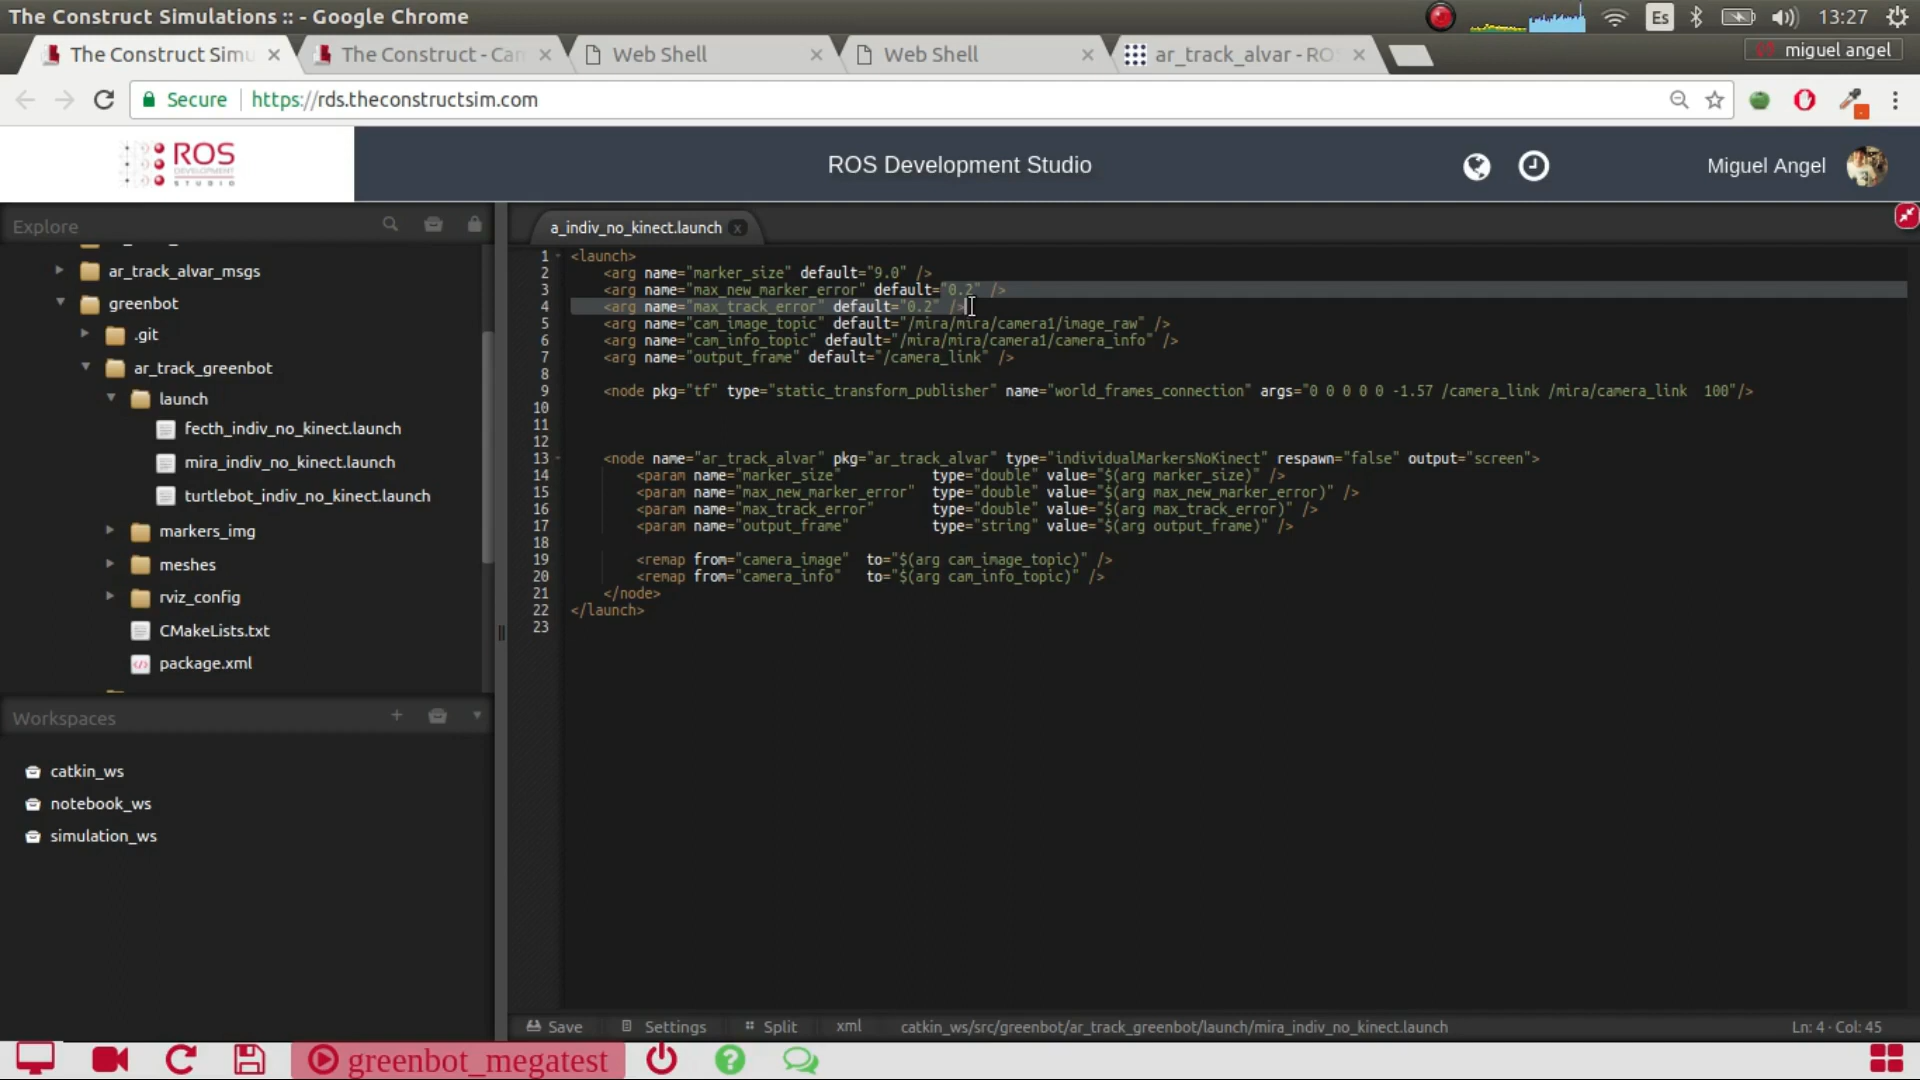 The Construct Simulations :: - Google Chrome
Es
13:27
The Construct Simu
The Construct - Can
Web Shell
Web Shell
ar_track_alvar - RO
miguel angel
Secure
https://rds.theconstructsim.com
ROS
DEVELOPMENT
STUDIO
ROS Development Studio
Miguel Angel
Explore
ar_track_alvar_msgs
greenbot
.git
ar_track_greenbot
launch
fecth_indiv_no_kinect.launch
mira_indiv_no_kinect.launch
turtlebot_indiv_no_kinect.launch
markers_img
meshes
rviz_config
CMakeLists.txt
package.xml
Workspaces
catkin_ws
notebook_ws
simulation_ws
a_indiv_no_kinect.launch x
1 <launch>
2 <arg name="marker_size" default="9.0" />
3 <arg name="max_new_marker_error" default="0.2" />
4 <arg name="max_track_error" default="0.2" />
5 <arg name="cam_image_topic" default="/mira/mira/camera1/image_raw" />
6 <arg name="cam_info_topic" default="/mira/mira/camera1/camera_info" />
7 <arg name="output_frame" default="/camera_link" />
8
9 <node pkg="tf" type="static_transform_publisher" name="world_frames_connection" args="0 0 0 0 0 -1.57 /camera_link /mira/camera_link  100"/>
10
11
12
13 <node name="ar_track_alvar" pkg="ar_track_alvar" type="individualMarkersNoKinect" respawn="false" output="screen">
14 <param name="marker_size" type="double" value="$(arg marker_size)" />
15 <param name="max_new_marker_error" type="double" value="$(arg max_new_marker_error)" />
16 <param name="max_track_error" type="double" value="$(arg max_track_error)" />
17 <param name="output_frame" type="string" value="$(arg output_frame)" />
18
19 <remap from="camera_image" to="$(arg cam_image_topic)" />
20 <remap from="camera_info" to="$(arg cam_info_topic)" />
21 </node>
22 </launch>
23
Save
Settings
Split
xml
catkin_ws/src/greenbot/ar_track_greenbot/launch/mira_indiv_no_kinect.launch
Ln: 4 · Col: 45
greenbot_megatest